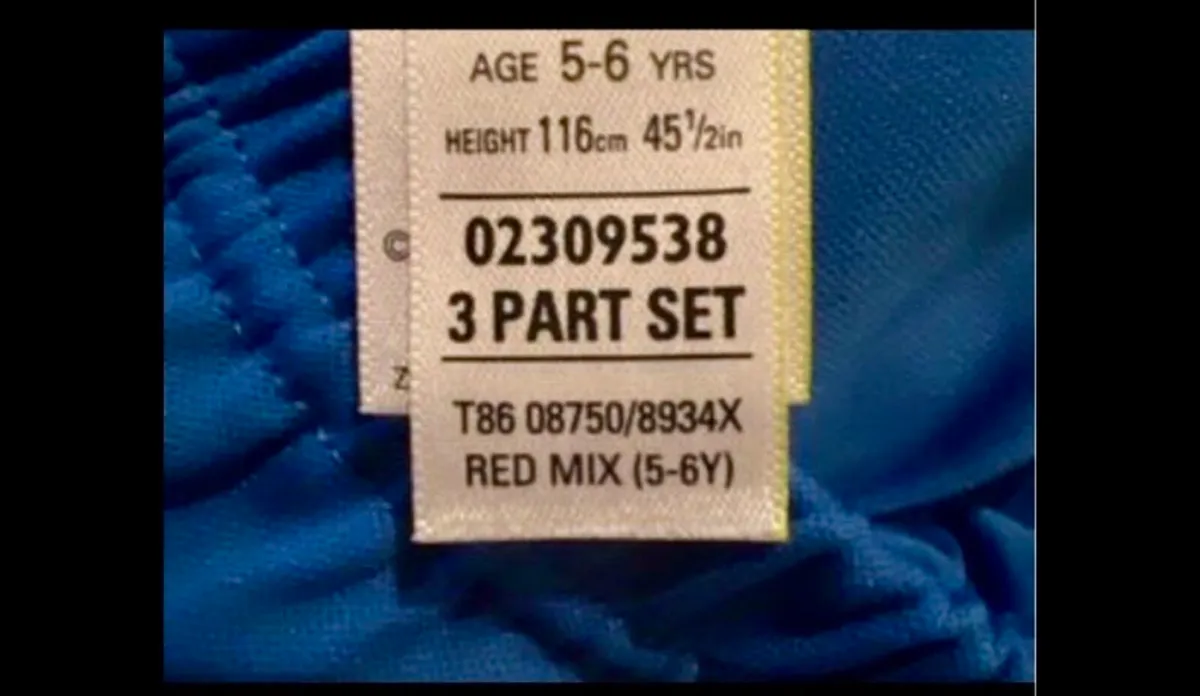 AGE 5-6 YRS
HEIGHT 116cm 45½in
©
02309538
3 PART SET
Z
T86 08750/8934X
RED MIX (5-6Y)